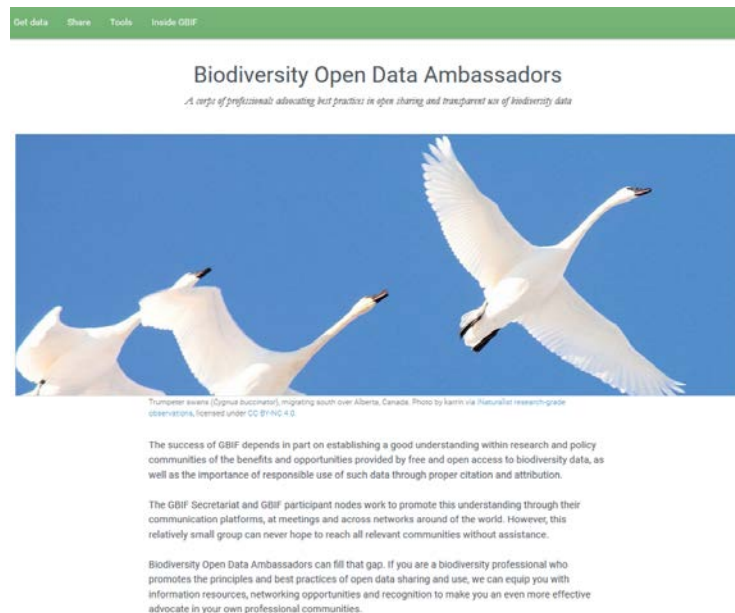 Get data Share Tools Inside GBIF
Biodiversity Open Data Ambassadors
A corps of professionals advocating best practices in open sharing and transparent use of biodiversity data
Trumpeter swans (Cygnus buccinator), migrating south over Alberta, Canada. Photo by karrin via iNaturalist research-grade
observations, licensed under CC BY-NC 4.0.
The success of GBIF depends in part on establishing a good understanding within research and policy
communities of the benefits and opportunities provided by free and open access to biodiversity data, as
well as the importance of responsible use of such data through proper citation and attribution.
The GBIF Secretariat and GBIF participant nodes work to promote this understanding through their
communication platforms, at meetings and across networks around of the world. However, this
relatively small group can never hope to reach all relevant communities without assistance.
Biodiversity Open Data Ambassadors can fill that gap. If you are a biodiversity professional who
promotes the principles and best practices of open data sharing and use, we can equip you with
information resources, networking opportunities and recognition to make you an even more effective
advocate in your own professional communities.